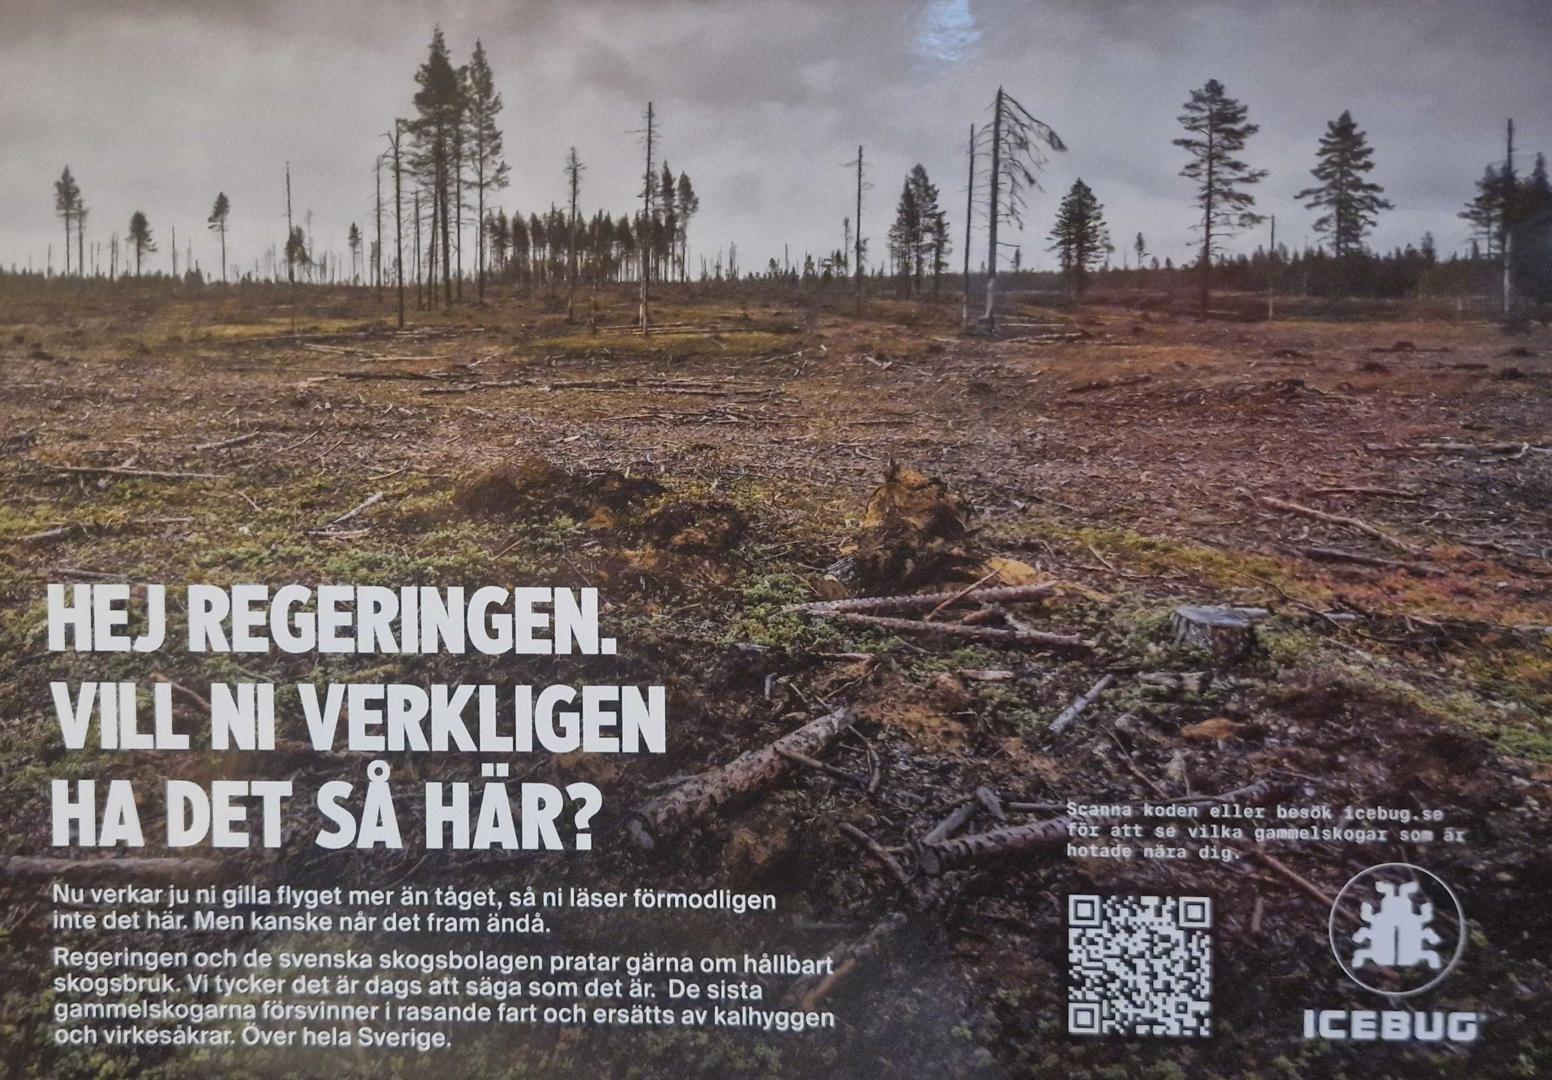 HEJ REGERINGEN.
VILL NI VERKLIGEN
HA DET SÅ HÄR?
Nu verkar ju ni gilla flyget mer än tåget, så ni läser förmodligen
inte det här. Men kanske når det fram ändå.
Regeringen och de svenska skogsbolagen pratar gärna om hållbart
skogsbruk. Vi tycker det är dags att säga som det är. De sista
gammelskogarna försvinner i rasande fart och ersätts av kalhyggen
och virkesåkrar. Över hela Sverige.
Scanna koden eller besök icebug.se
för att se vilka gammelskogar som är
hotade nära dig.
ICEBUG